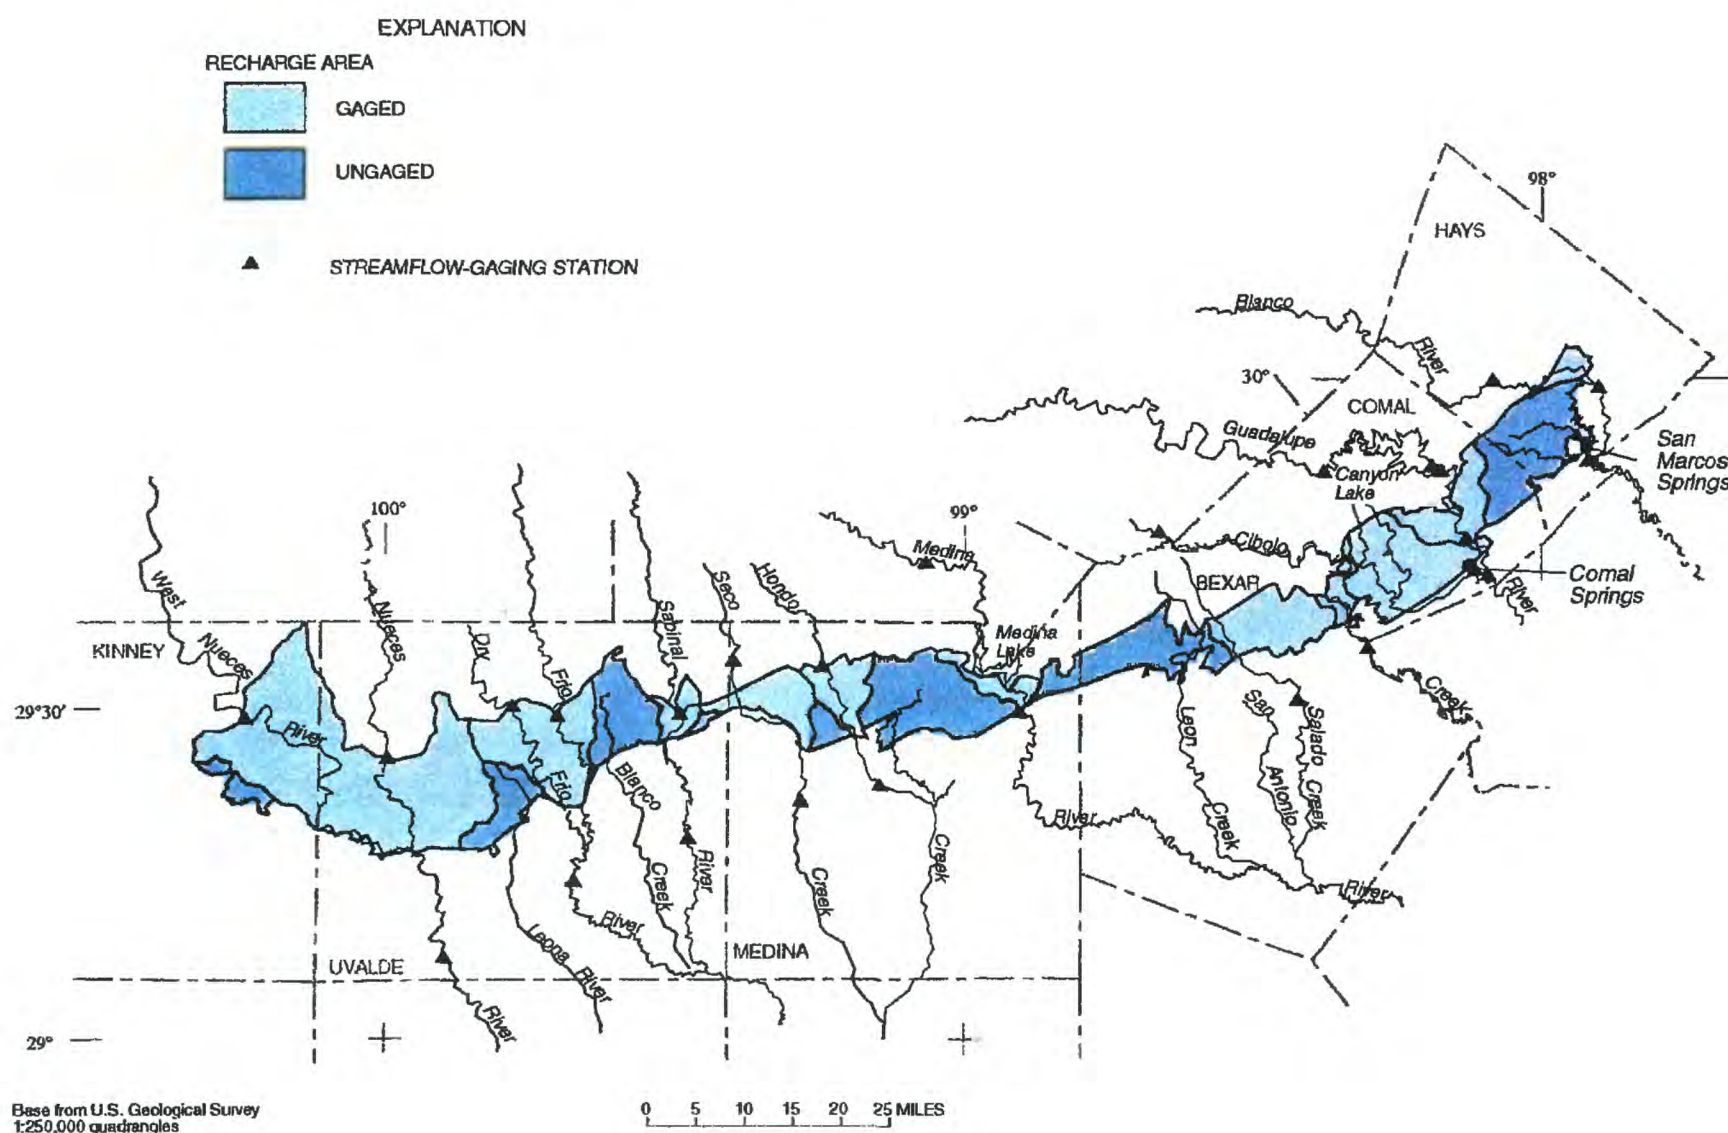 EXPLANATION
RECHARGE AREA
GAGED
UNGAGED
STREAMFLOW-GAGING STATION
98°
HAYS
Blanco
River
30°
COMAL
Guadalupe
Canyon
Lake
San
Marcos
Springs
100°
99°
Medina
Cibolo
BEXAR
Comal
Springs
River
West
Nueces
Nueces
Dry
Frio
Sabinal
Seco
Hondo
Medina
Lake
KINNEY
29°30'
River
Frio
Blanco
Creek
River
River
Creek
Creek
River
Leon
Creek
San
Antonio
Salado
Creek
River
Creeks
UVALDE
Leona
River
River
MEDINA
29°
Base from U.S. Geological Survey
1:250,000 quadrangles
0 5 10 15 20 25 MILES